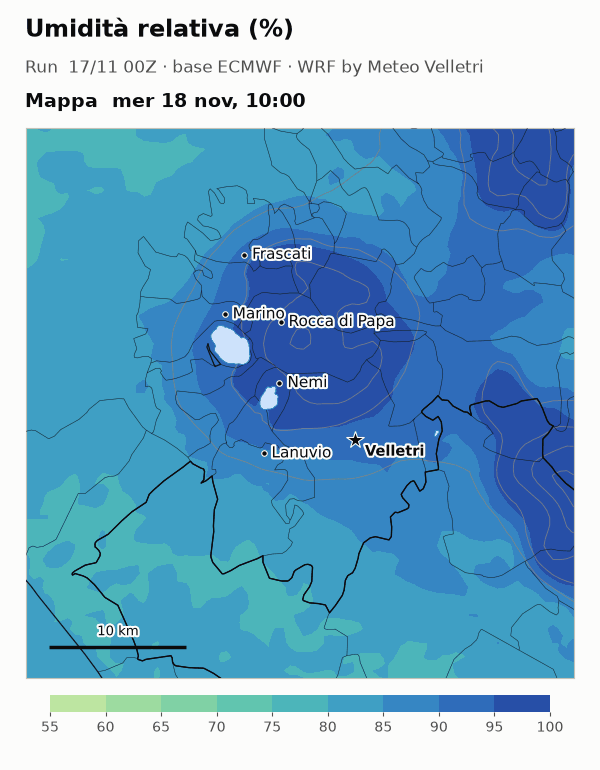 Umidità relativa (%)
Run  17/11 00Z · base ECMWF · WRF by Meteo Velletri
Mappa  mer 18 nov, 10:00
Frascati
Marino
Rocca di Papa
Nemi
Velletri
Lanuvio
10 km
55 60 65 70 75 80 85 90 95 100